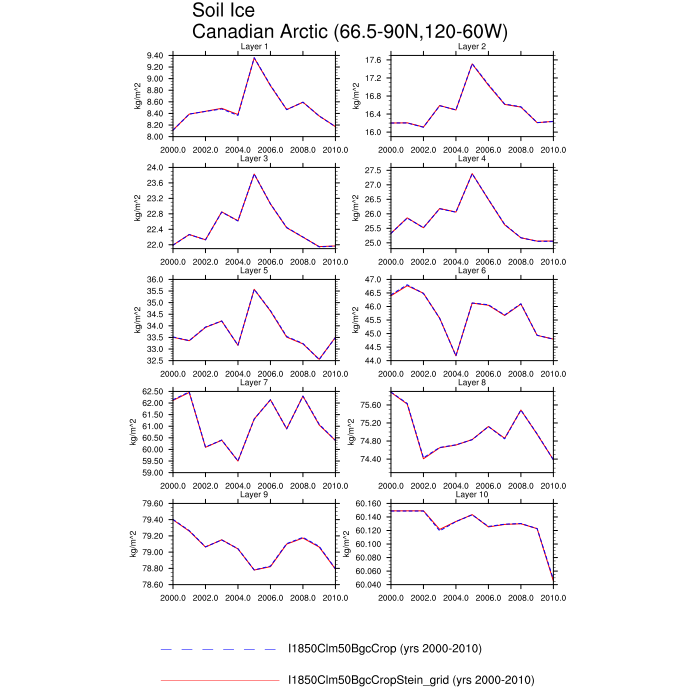 Soil Ice
Canadian Arctic (66.5-90N,120-60W)
Layer 1
Layer 2
9.40
9.20
9.00
8.80
8.60
8.40
8.20
8.00
kg/m^2
2000.0 2002.0 2004.0 2006.0 2008.0 2010.0
17.6
17.2
16.8
16.4
16.0
kg/m^2
2000.0 2002.0 2004.0 2006.0 2008.0 2010.0
Layer 3
Layer 4
24.0
23.6
23.2
22.8
22.4
22.0
kg/m^2
2000.0 2002.0 2004.0 2006.0 2008.0 2010.0
27.5
27.0
26.5
26.0
25.5
25.0
kg/m^2
2000.0 2002.0 2004.0 2006.0 2008.0 2010.0
Layer 5
Layer 6
36.0
35.5
35.0
34.5
34.0
33.5
33.0
32.5
kg/m^2
2000.0 2002.0 2004.0 2006.0 2008.0 2010.0
47.0
46.5
46.0
45.5
45.0
44.5
44.0
kg/m^2
2000.0 2002.0 2004.0 2006.0 2008.0 2010.0
Layer 7
Layer 8
62.50
62.00
61.50
61.00
60.50
60.00
59.50
59.00
kg/m^2
2000.0 2002.0 2004.0 2006.0 2008.0 2010.0
75.60
75.20
74.80
74.40
kg/m^2
2000.0 2002.0 2004.0 2006.0 2008.0 2010.0
Layer 9
Layer 10
79.60
79.40
79.20
79.00
78.80
78.60
kg/m^2
2000.0 2002.0 2004.0 2006.0 2008.0 2010.0
60.160
60.140
60.120
60.100
60.080
60.060
60.040
kg/m^2
2000.0 2002.0 2004.0 2006.0 2008.0 2010.0
I1850Clm50BgcCrop (yrs 2000-2010)
I1850Clm50BgcCropStein_grid (yrs 2000-2010)